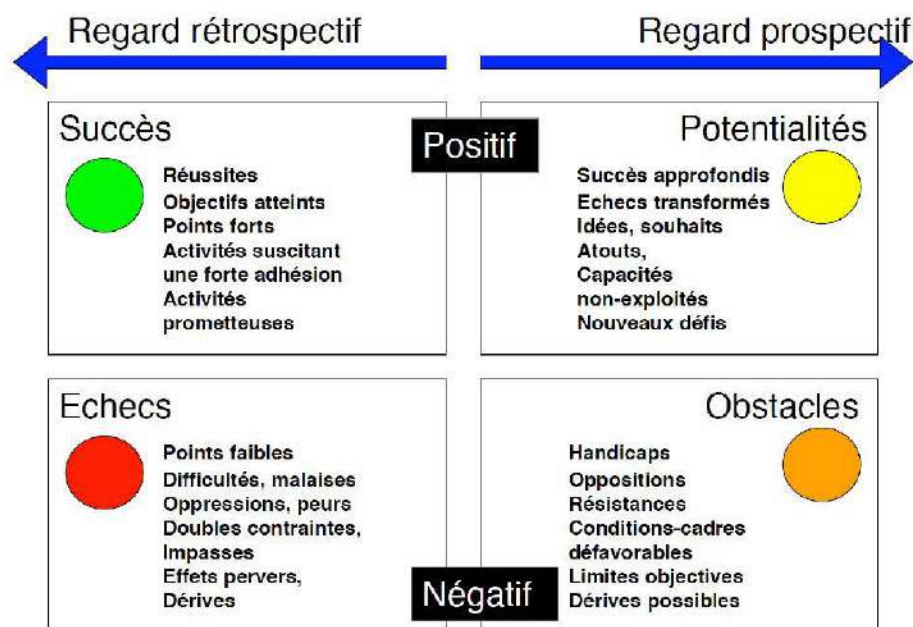 Regard rétrospectif
Regard prospectif
Positif
Succès
Réussites
Objectifs atteints
Points forts
Activités suscitant
une forte adhésion
Activités
prometteuses
Potentialités
Succès approfondis
Echecs transformés
Idées, souhaits
Atouts,
Capacités
non-exploités
Nouveaux défis
Echecs
Points faibles
Difficultés, malaises
Oppressions, peurs
Doubles contraintes,
Impasses
Effets pervers,
Dérives
Obstacles
Handicaps
Oppositions
Résistances
Conditions-cadres
défavorables
Limites objectives
Dérives possibles
Négatif